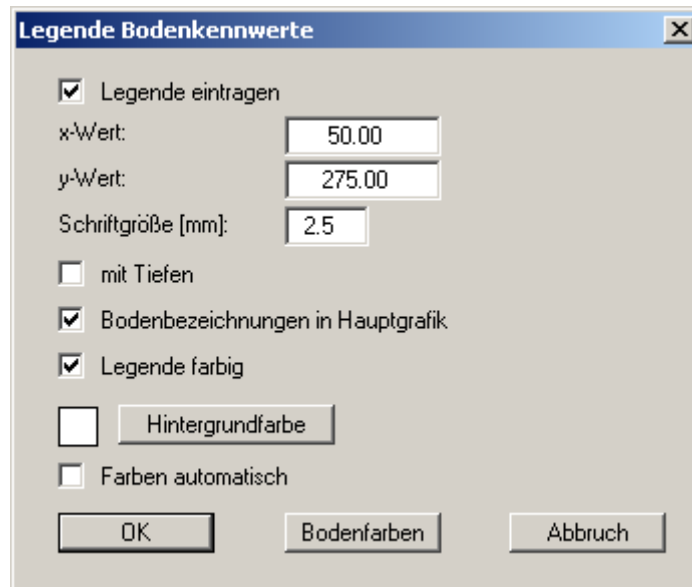 Legende Bodenkennwerte
Legende eintragen
x-Wert: 50.00
y-Wert: 275.00
Schriftgröße [mm]: 2.5
mit Tiefen
Bodenbezeichnungen in Hauptgrafik
Legende farbig
Hintergrundfarbe
Farben automatisch
OK Bodenfarben Abbruch